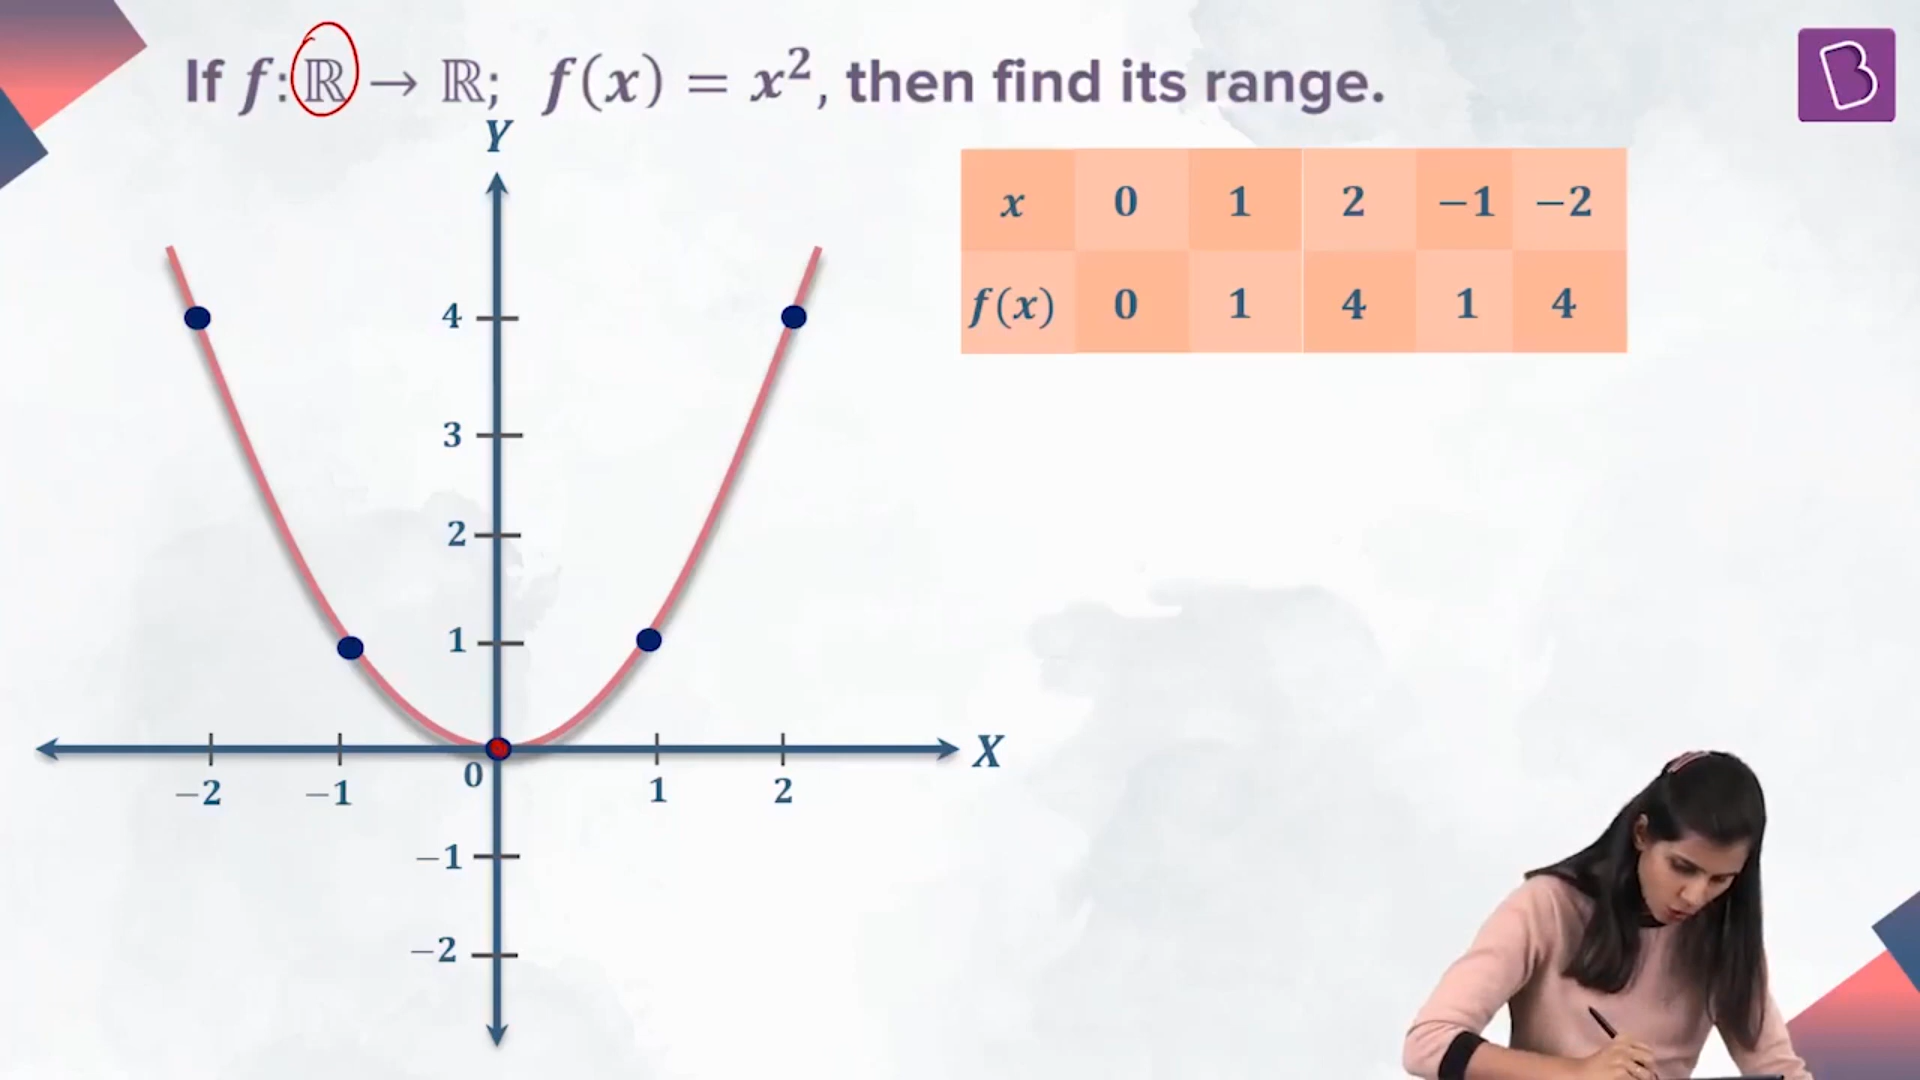 If f: ℝ → ℝ; f(x) = x², then find its range.
Y
x 0 1 2 −1 −2
f(x) 0 1 4 1 4
4
3
2
1
X
0
−2 −1 1 2
−1
−2
B